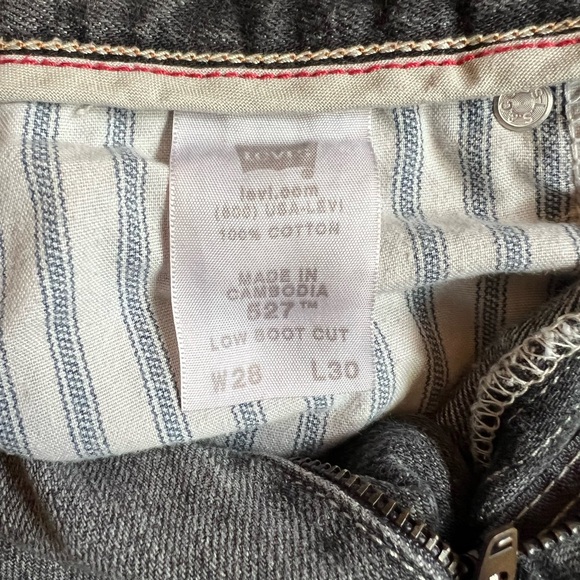 LEVI'S
levi.com
(800) USA-LEVI
100% COTTON
MADE IN
CAMBODIA
527™
LOW BOOT CUT
W28 L30